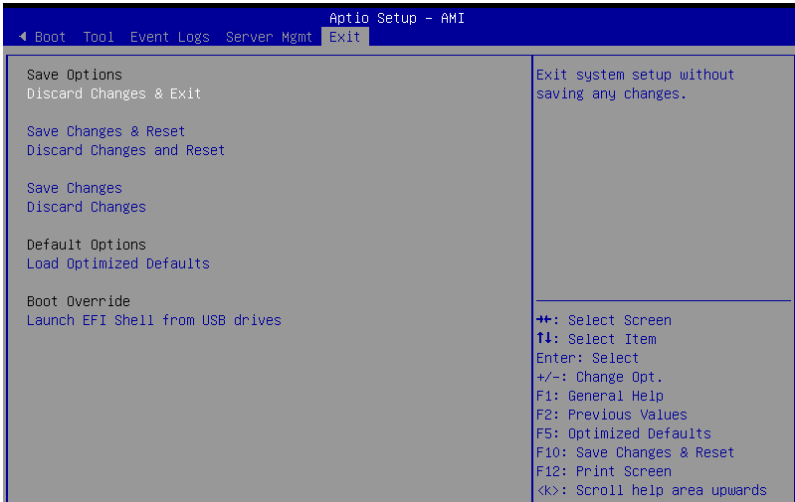 Aptio Setup – AMI
◄ Boot Tool Event Logs Server Mgmt Exit
Save Options
Discard Changes & Exit
Save Changes & Reset
Discard Changes and Reset
Save Changes
Discard Changes
Default Options
Load Optimized Defaults
Boot Override
Launch EFI Shell from USB drives
Exit system setup without
saving any changes.
→←: Select Screen
↑↓: Select Item
Enter: Select
+/-: Change Opt.
F1: General Help
F2: Previous Values
F5: Optimized Defaults
F10: Save Changes & Reset
F12: Print Screen
<k>: Scroll help area upwards